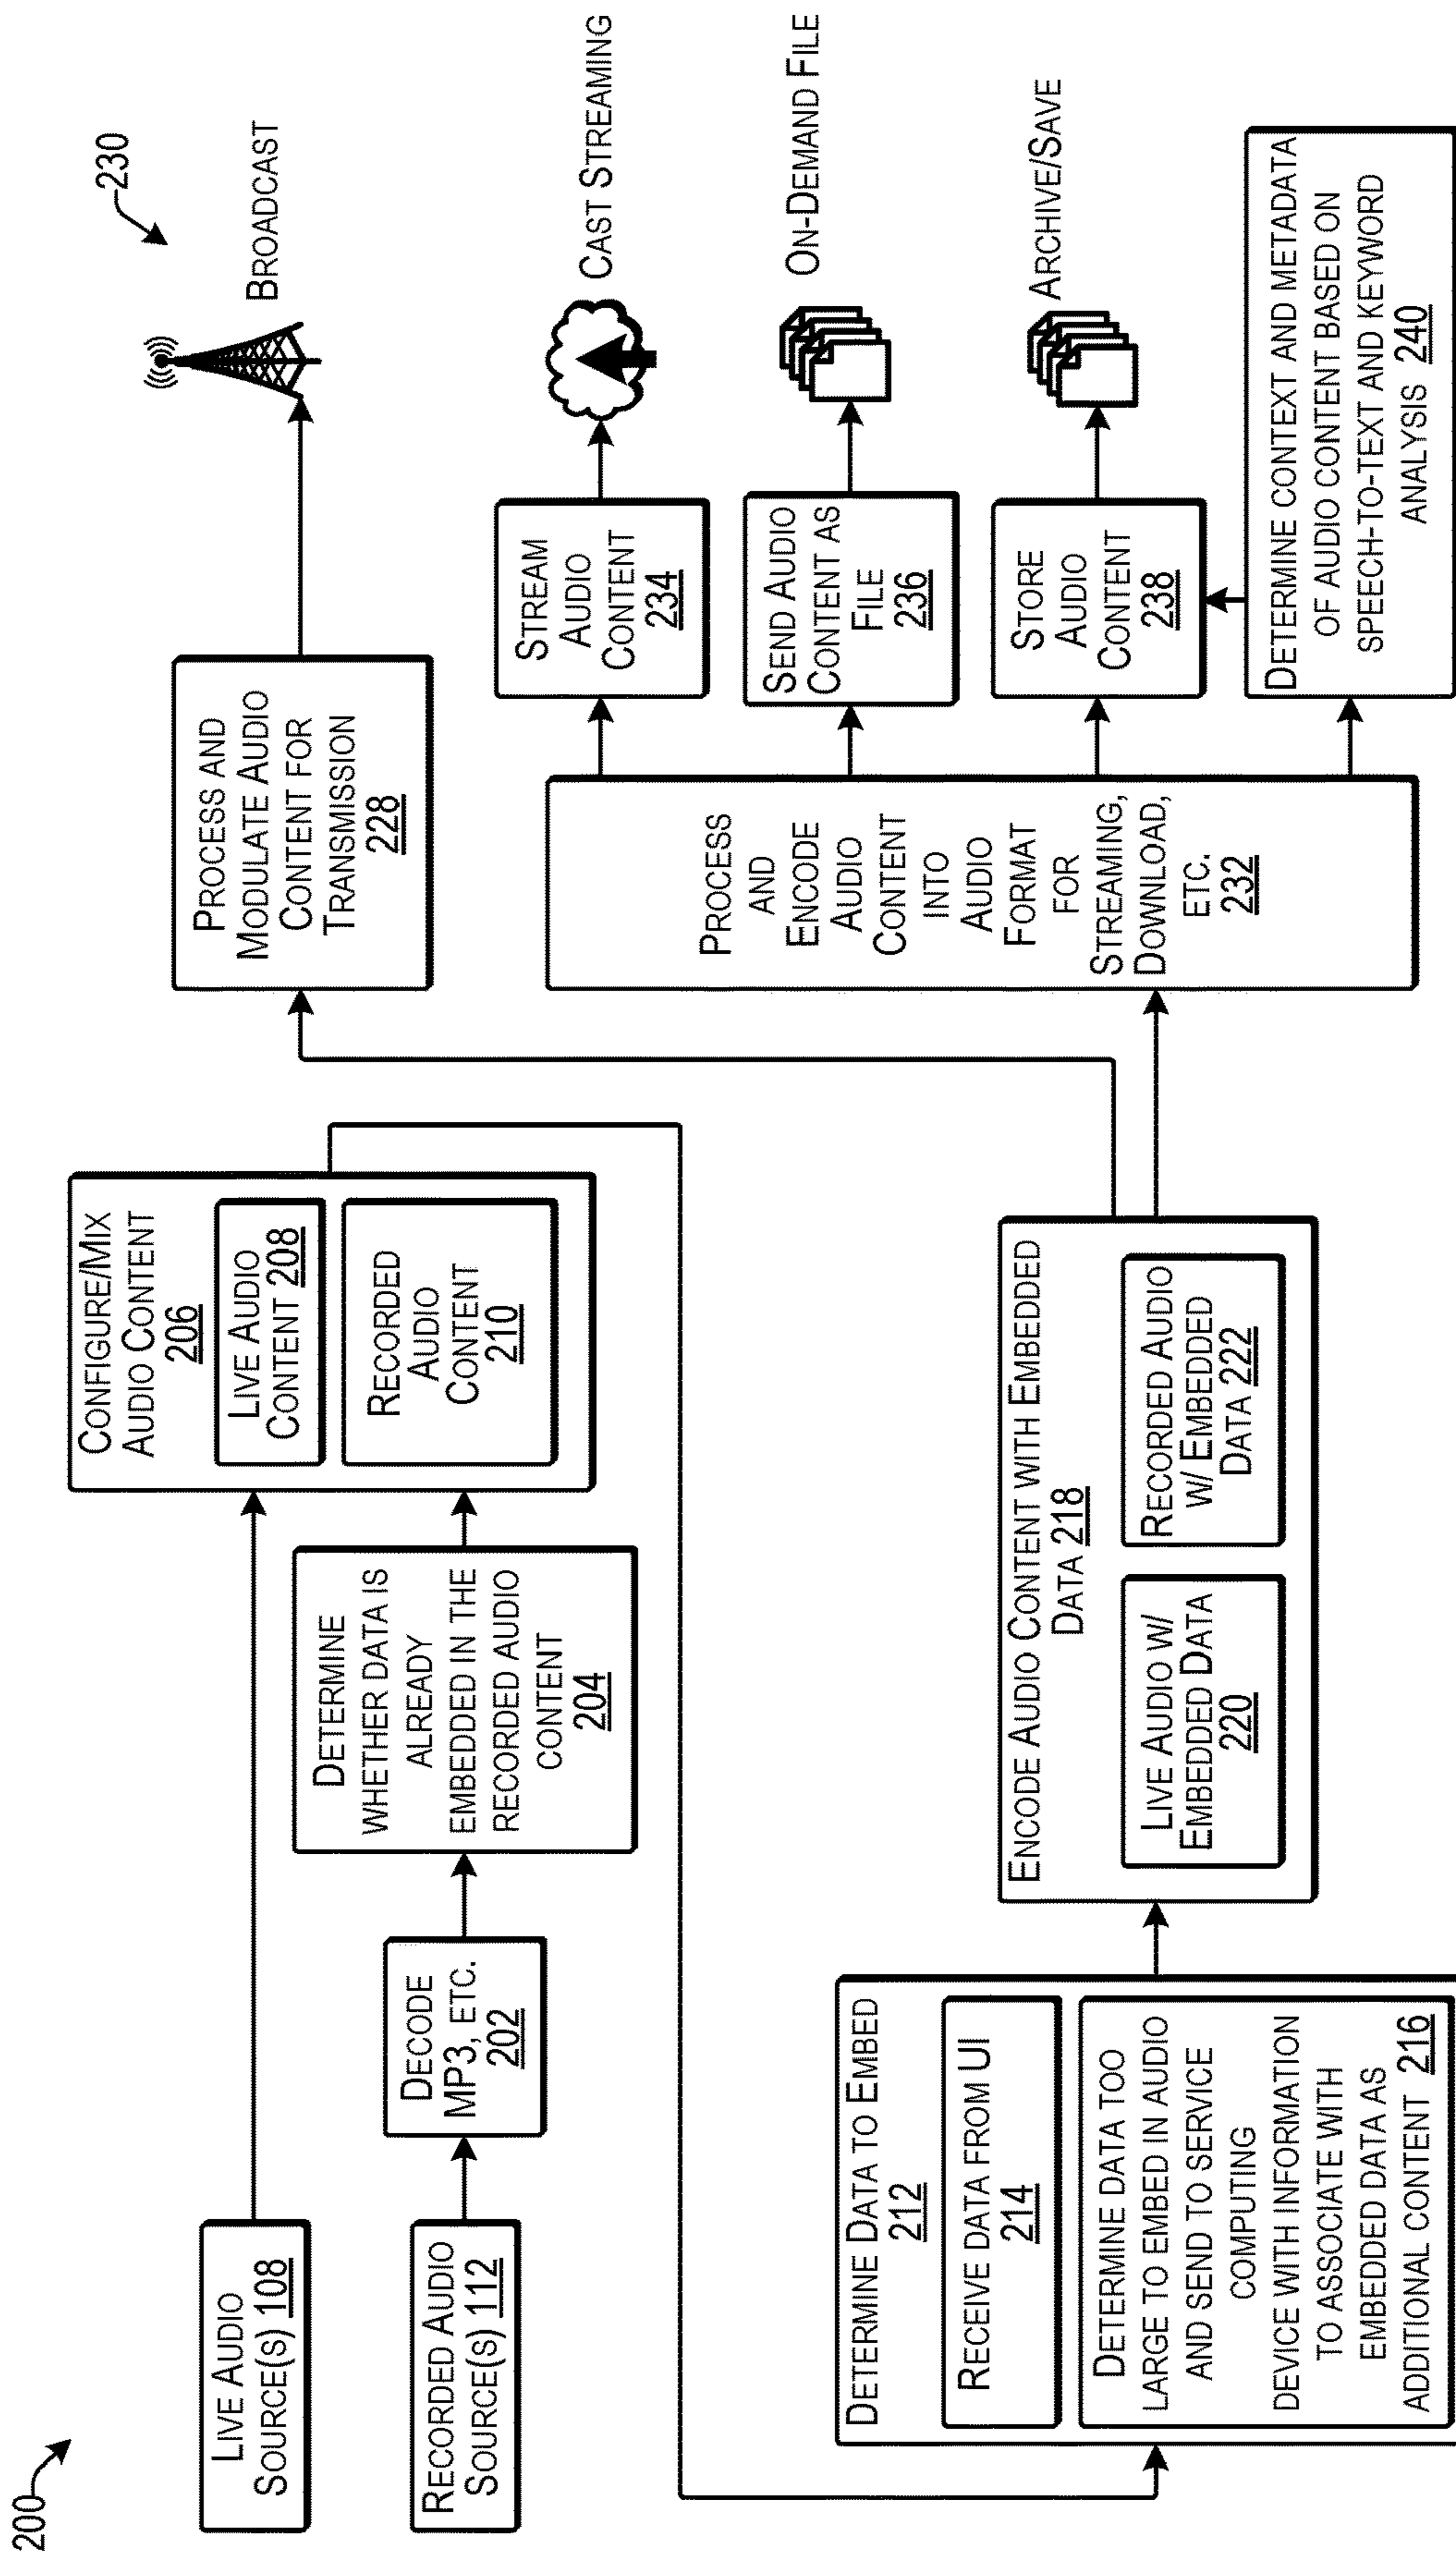 200
LIVE AUDIO
SOURCE(S) 108
RECORDED AUDIO
SOURCE(S) 112
DECODE
MP3, ETC.
202
DETERMINE
WHETHER DATA IS
ALREADY
EMBEDDED IN THE
RECORDED AUDIO
CONTENT
204
CONFIGURE/MIX
AUDIO CONTENT
206
LIVE AUDIO
CONTENT 208
RECORDED
AUDIO
CONTENT
210
DETERMINE DATA TO EMBED
212
RECEIVE DATA FROM UI
214
DETERMINE DATA TOO
LARGE TO EMBED IN AUDIO
AND SEND TO SERVICE
COMPUTING
DEVICE WITH INFORMATION
TO ASSOCIATE WITH
EMBEDDED DATA AS
ADDITIONAL CONTENT 216
ENCODE AUDIO CONTENT WITH EMBEDDED
DATA 218
LIVE AUDIO W/
EMBEDDED DATA
220
RECORDED AUDIO
W/ EMBEDDED
DATA 222
PROCESS AND
MODULATE AUDIO
CONTENT FOR
TRANSMISSION
228
230
BROADCAST
PROCESS
AND
ENCODE
AUDIO
CONTENT
INTO
AUDIO
FORMAT
FOR
STREAMING,
DOWNLOAD,
ETC.
232
STREAM
AUDIO
CONTENT
234
CAST STREAMING
SEND AUDIO
CONTENT AS
FILE
236
ON-DEMAND FILE
STORE
AUDIO
CONTENT
238
ARCHIVE/SAVE
DETERMINE CONTEXT AND METADATA
OF AUDIO CONTENT BASED ON
SPEECH-TO-TEXT AND KEYWORD
ANALYSIS 240